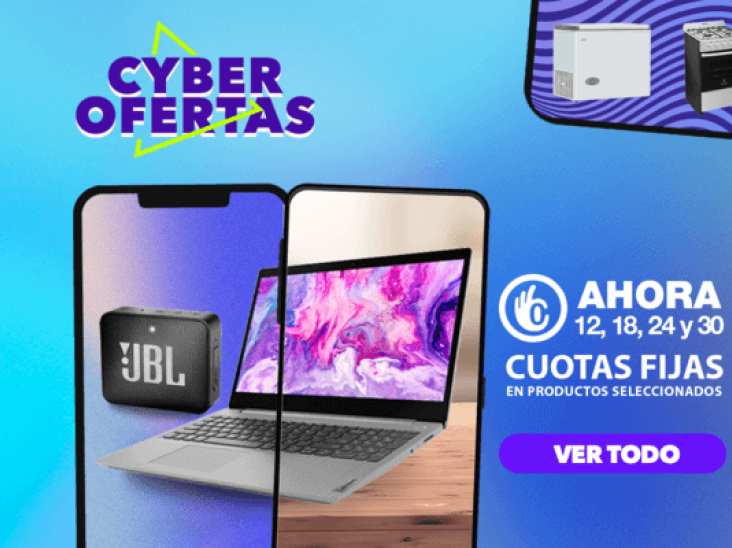 CYBER
OFERTAS
JBL
AHORA
12, 18, 24 y 30
CUOTAS FIJAS
EN PRODUCTOS SELECCIONADOS
VER TODO